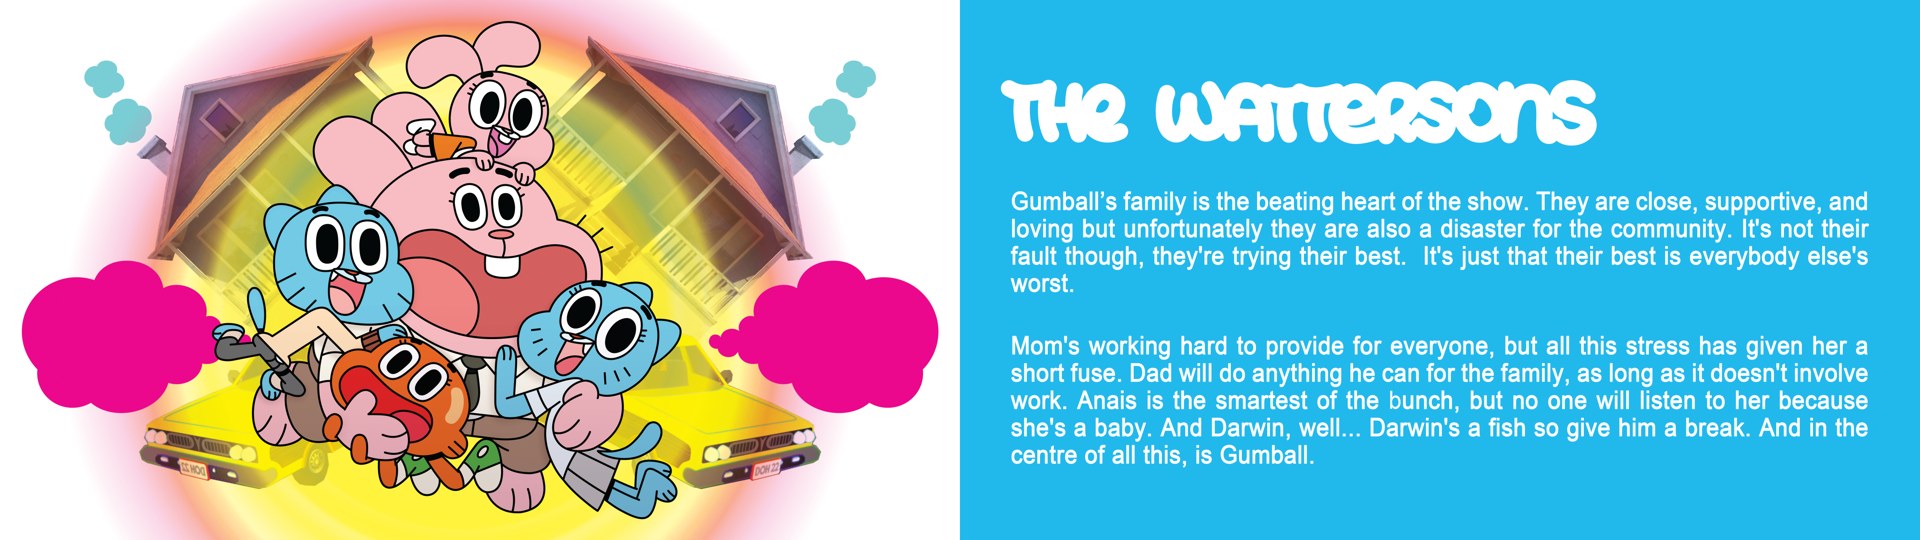 THE WATTERSONS
Gumball’s family is the beating heart of the show. They are close, supportive, and
loving but unfortunately they are also a disaster for the community. It's not their
fault though, they're trying their best.  It's just that their best is everybody else's
worst.
Mom's working hard to provide for everyone, but all this stress has given her a
short fuse. Dad will do anything he can for the family, as long as it doesn't involve
work. Anais is the smartest of the bunch, but no one will listen to her because
she's a baby. And Darwin, well... Darwin's a fish so give him a break. And in the
centre of all this, is Gumball.
DOH 22
DOH 22